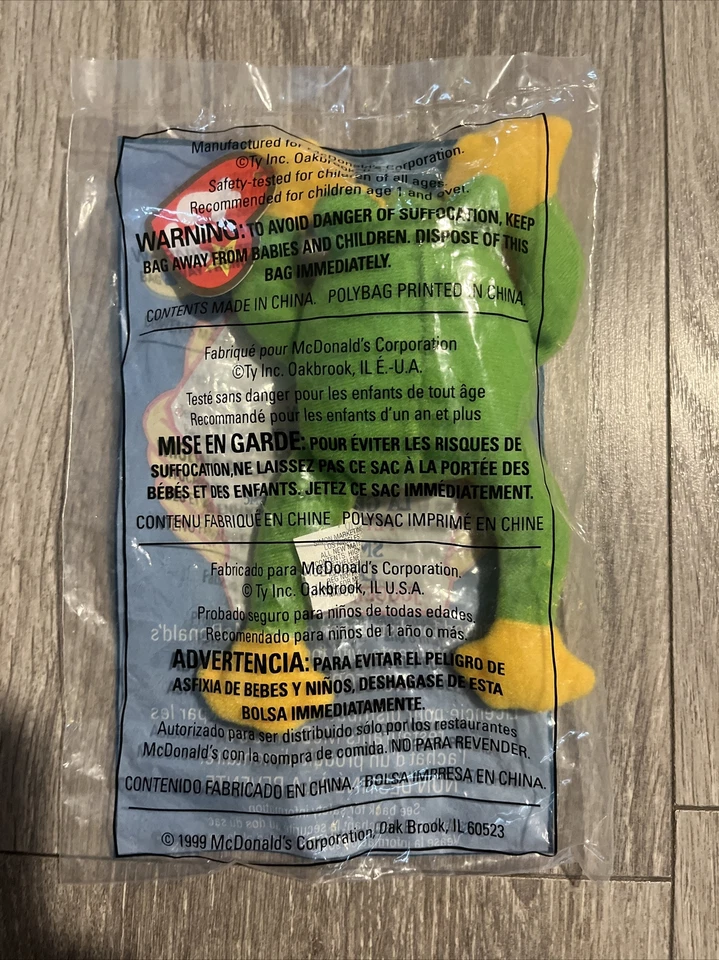 Manufactured for
©Ty Inc. Oakbrook's Corporation.
Safety-tested for children of all ages.
Recommended for children age 1 and over.
WARNING: TO AVOID DANGER OF SUFFOCATION, KEEP
BAG AWAY FROM BABIES AND CHILDREN. DISPOSE OF THIS
BAG IMMEDIATELY.
CONTENTS MADE IN CHINA. POLYBAG PRINTED IN CHINA.
Fabriqué pour McDonald's Corporation
©Ty Inc. Oakbrook, IL É.-U.A.
Testé sans danger pour les enfants de tout âge
Recommandé pour les enfants d'un an et plus
MISE EN GARDE: POUR ÉVITER LES RISQUES DE
SUFFOCATION,NE LAISSEZ PAS CE SAC À LA PORTÉE DES
BÉBÉS ET DES ENFANTS. JETEZ CE SAC IMMÉDIATEMENT.
CONTENU FABRIQUÉ EN CHINE POLYSAC IMPRIMÉ EN CHINE
SIMON MARKETING
LOS ANGELES
ALL NEW MAT
Fabricado para McDonald's Corporation.
©Ty Inc. Oakbrook, IL U.S.A.
Probado seguro para niños de todas edades.
Recomendado para niños de 1 año o más.
ADVERTENCIA: PARA EVITAR EL PELIGRO DE
ASFIXIA DE BEBES Y NIÑOS, DESHAGASE DE ESTA
BOLSA IMMEDIATAMENTE.
Autorizado para ser distribuido sólo por los restaurantes
McDonald's con la compra de comida. NO PARA REVENDER.
CONTENIDO FABRICADO EN CHINA. BOLSA IMPRESA EN CHINA.
© 1999 McDonald's Corporation, Oak Brook, IL 60523